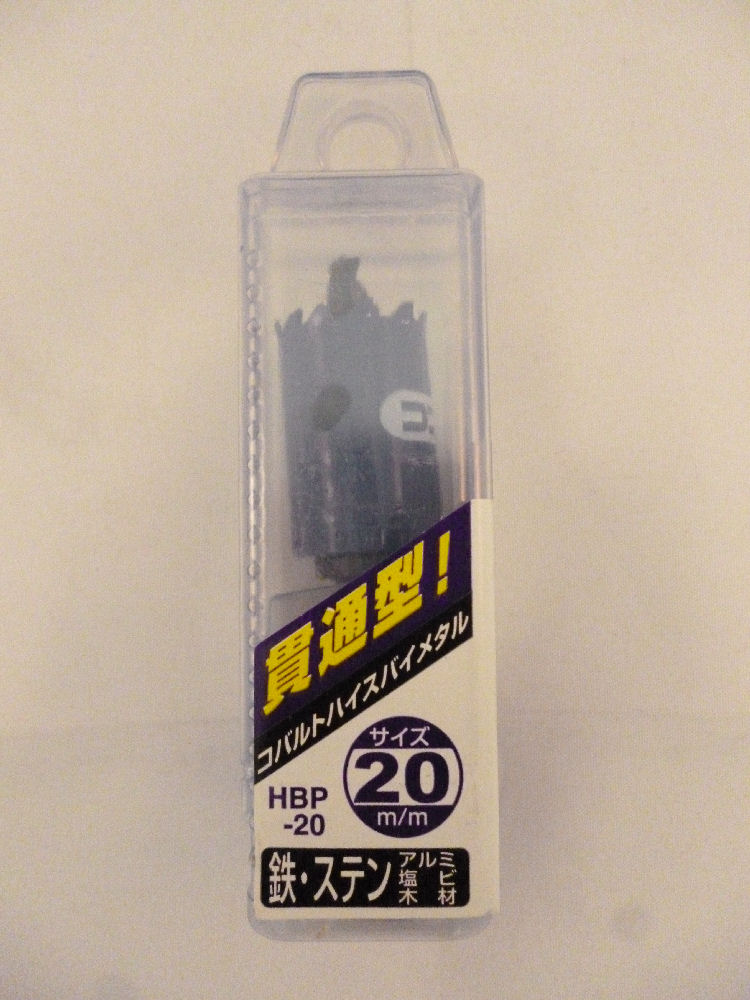 貫通型！
コバルトハイスバイメタル
サイズ
20
m/m
HBP
-20
鉄・ステン
アルミ
塩ビ
木材